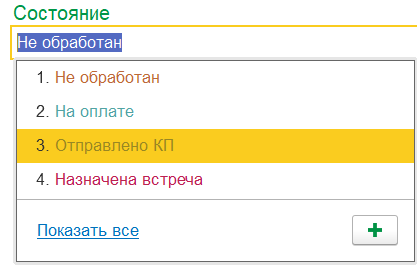 Состояние
Не обработан
1. Не обработан
2. На оплате
3. Отправлено КП
4. Назначена встреча
Показать все